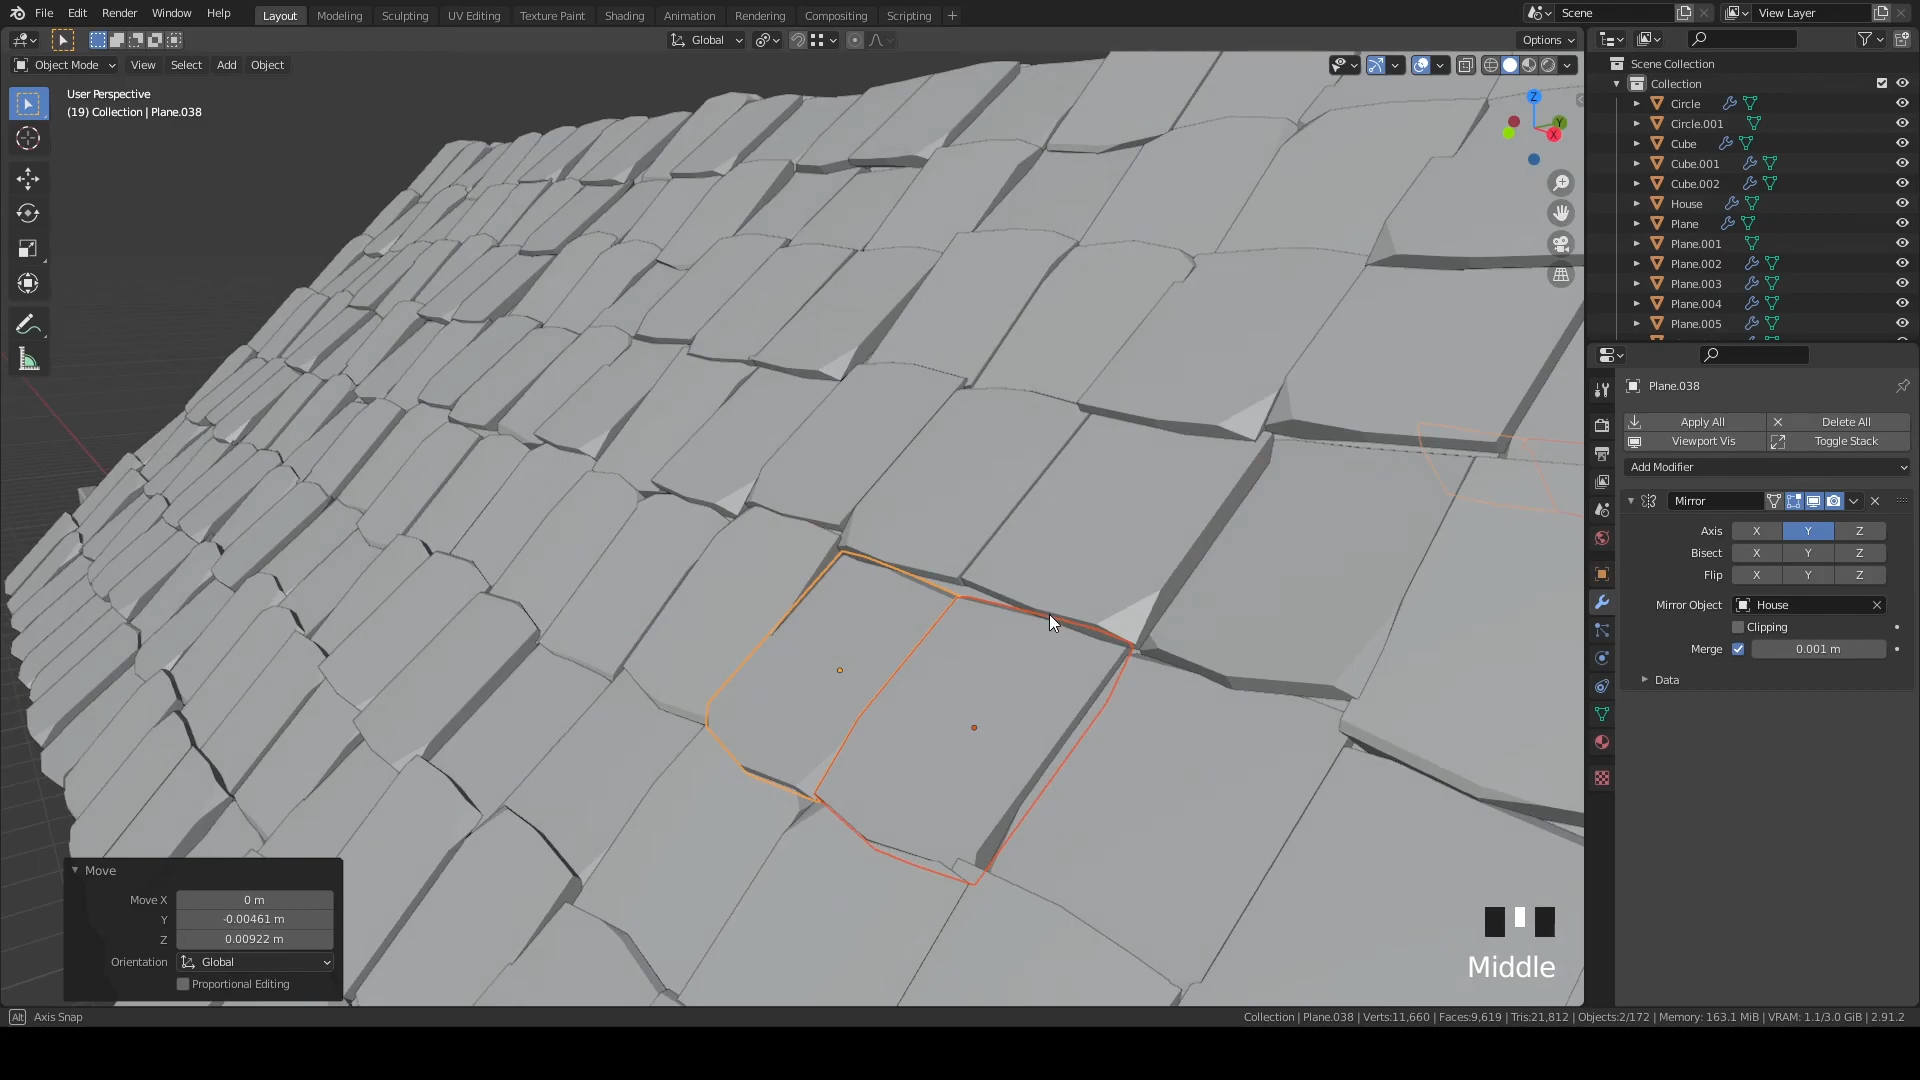 File Edit Render Window Help Layout Modeling Sculpting UV Editing Texture Paint Shading Animation Rendering Compositing Scripting + Scene View Layer
Global Options
Object Mode View Select Add Object
User Perspective
(19) Collection | Plane.038
Z
Y
X
Scene Collection
Collection
Circle
Circle.001
Cube
Cube.001
Cube.002
House
Plane
Plane.001
Plane.002
Plane.003
Plane.004
Plane.005
Plane.038
Apply All Delete All
Viewport Vis Toggle Stack
Add Modifier
Mirror
Axis X Y Z
Bisect X Y Z
Flip X Y Z
Mirror Object House
Clipping
Merge 0.001 m
Data
Move
Move X 0 m
Y -0.00461 m
Z 0.00922 m
Orientation Global
Proportional Editing
Middle
Alt Axis Snap
Collection | Plane.038 | Verts:11,660 | Faces:9,619 | Tris:21,812 | Objects:2/172 | Memory: 163.1 MiB | VRAM: 1.1/3.0 GiB | 2.91.2